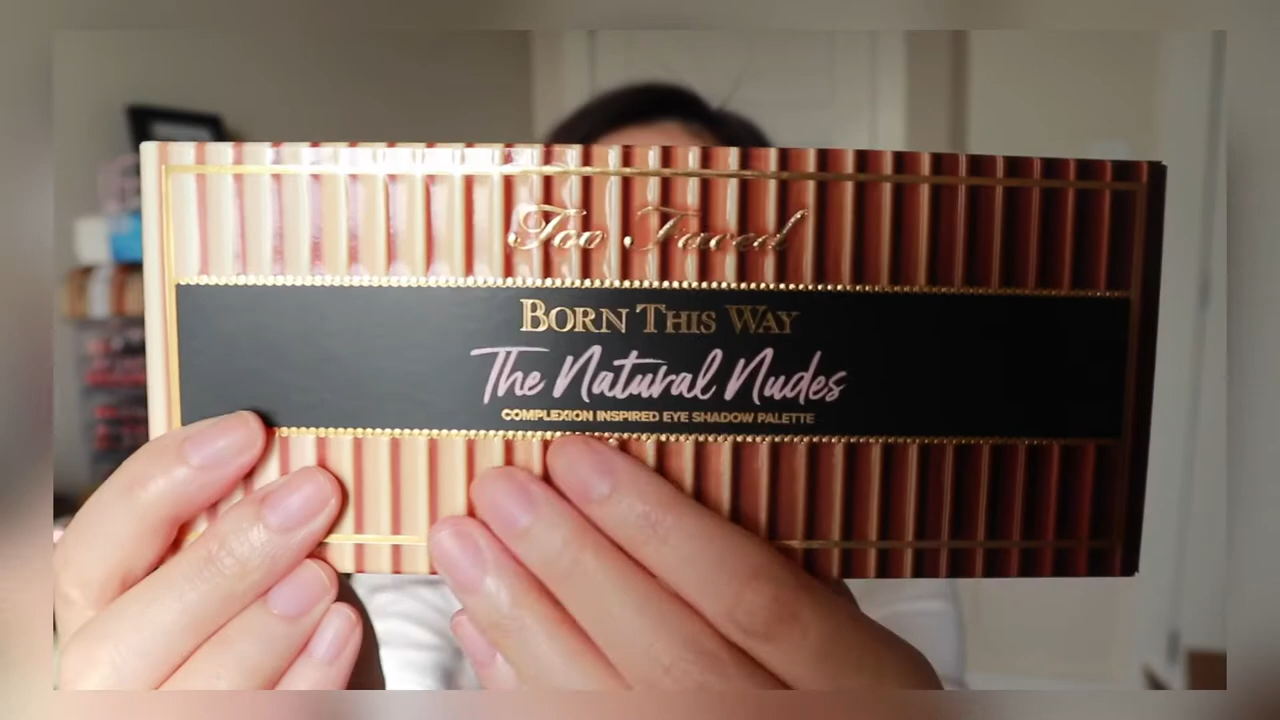 Too Faced
BORN THIS WAY
The Natural Nudes
COMPLEXION INSPIRED EYE SHADOW PALETTE